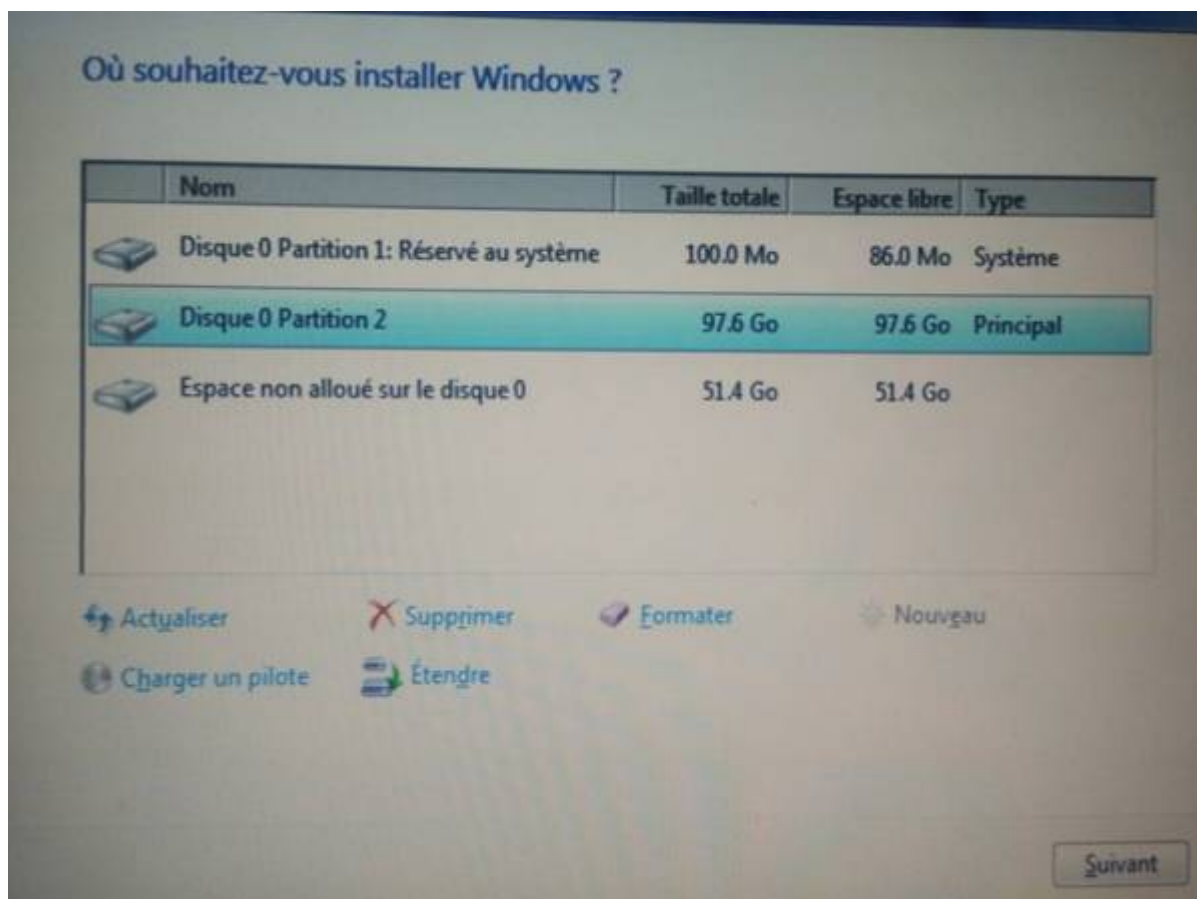 Où souhaitez-vous installer Windows ?
Nom Taille totale Espace libre Type
Disque 0 Partition 1: Réservé au système 100.0 Mo 86.0 Mo Système
Disque 0 Partition 2 97.6 Go 97.6 Go Principal
Espace non alloué sur le disque 0 51.4 Go 51.4 Go
Actualiser Supprimer Formater Nouveau
Charger un pilote Étendre
Suivant